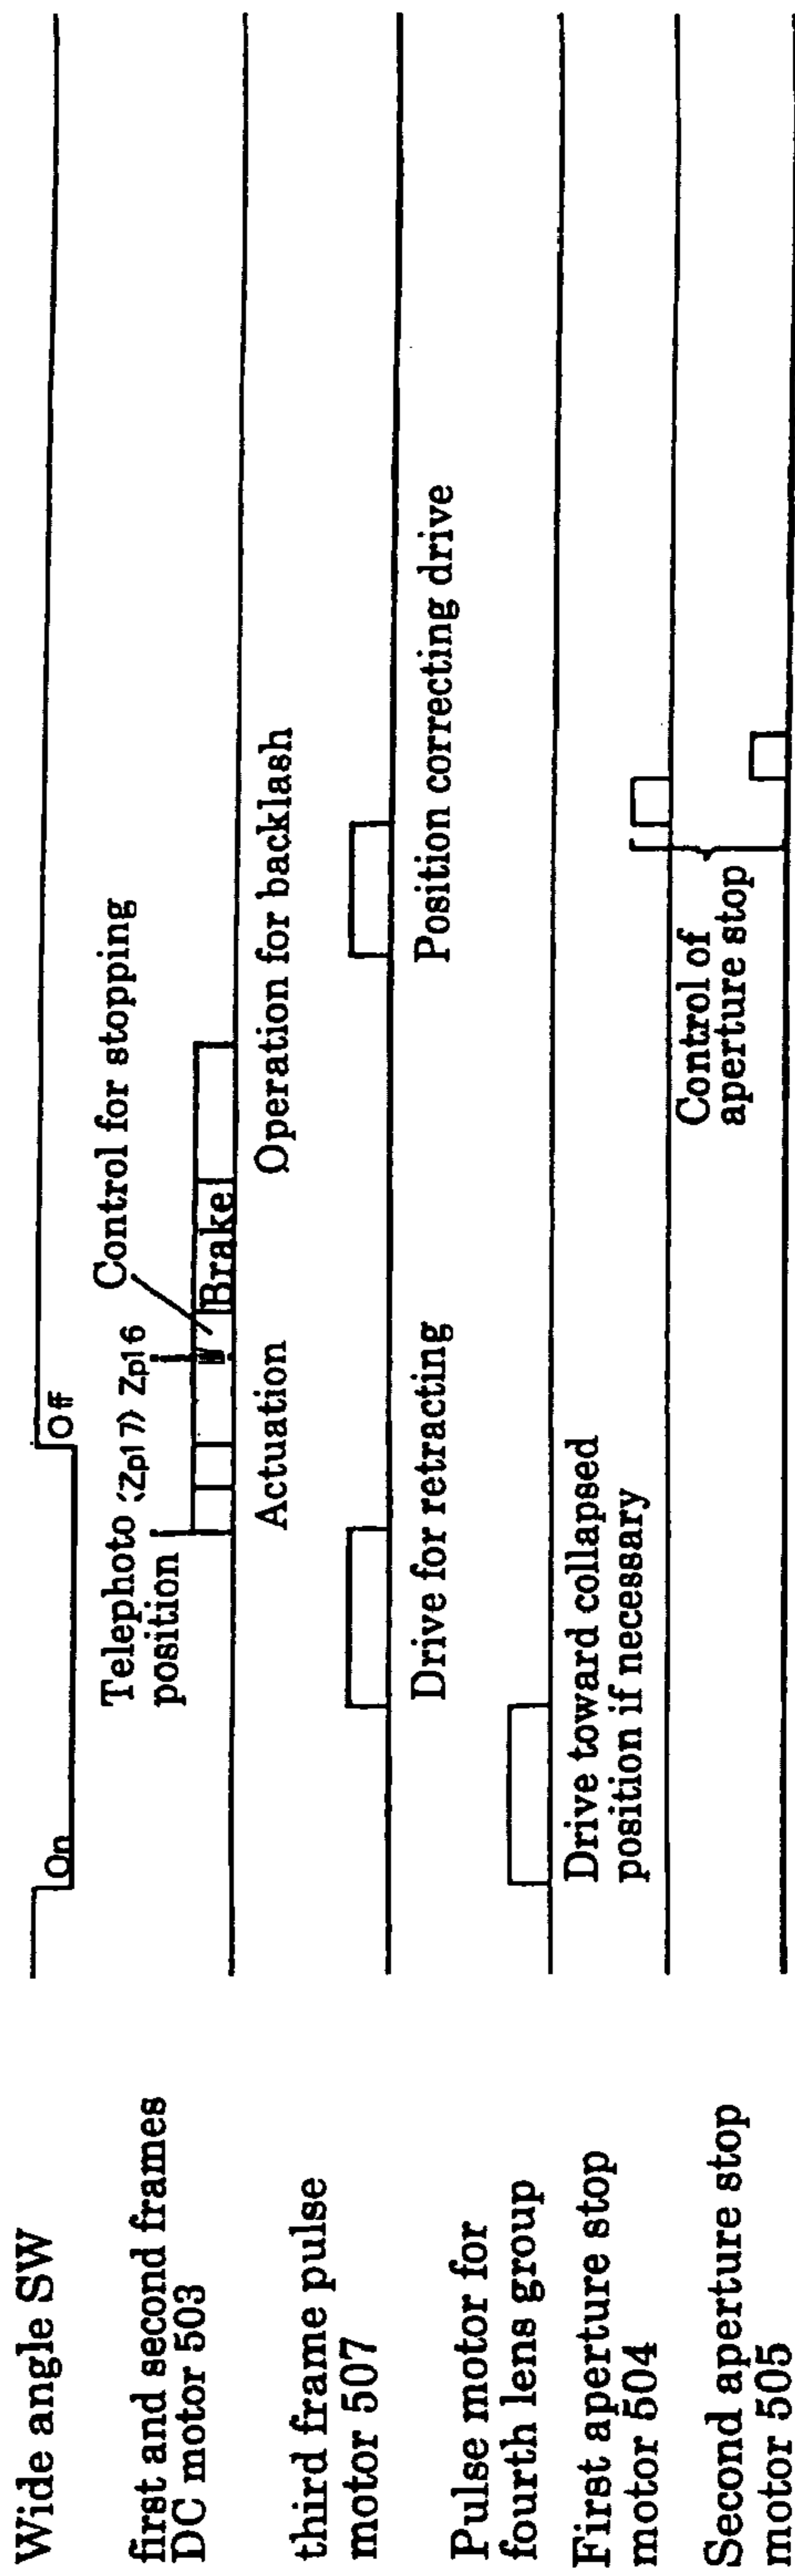 Wide angle SW
On
Off
first and second frames
DC motor 503
Telephoto
position
(Zp17)
Zp16
Control for stopping
Brake
Actuation
Operation for backlash
third frame pulse
motor 507
Drive for retracting
Position correcting drive
Pulse motor for
fourth lens group
Drive toward collapsed
position if necessary
First aperture stop
motor 504
Control of
aperture stop
Second aperture stop
motor 505